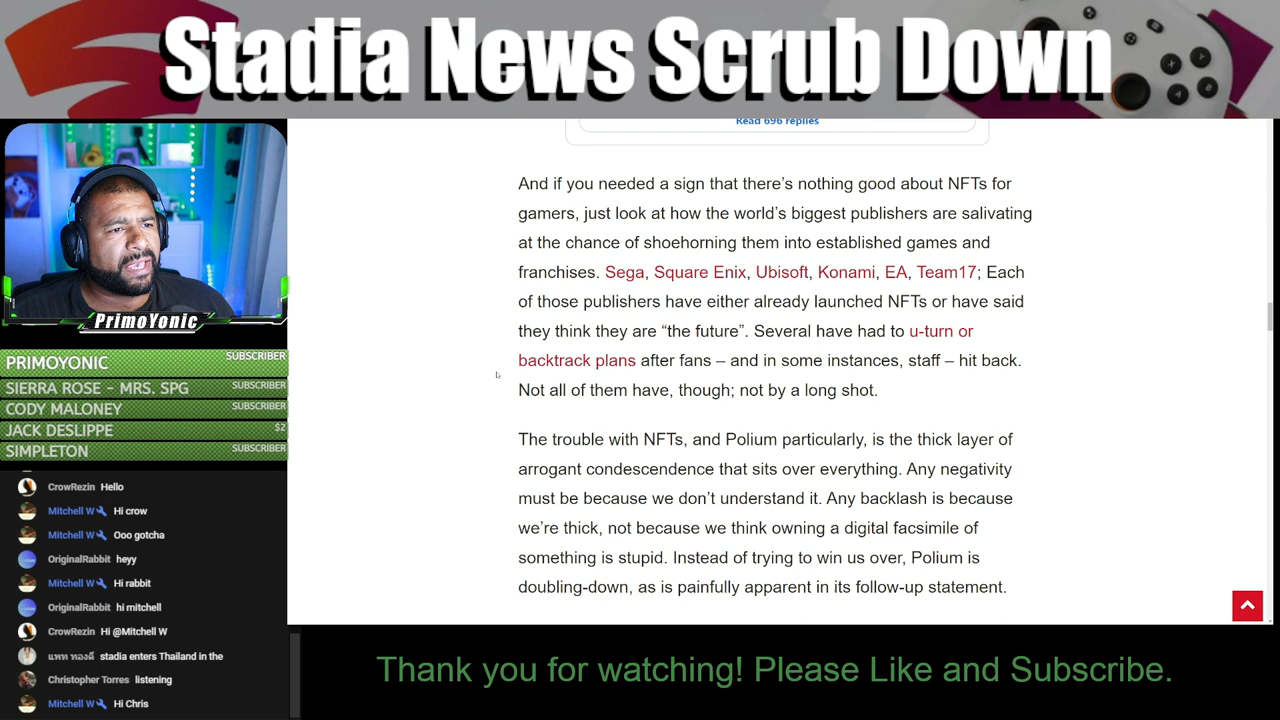 Stadia News Scrub Down
Read 696 replies
And if you needed a sign that there's nothing good about NFTs for
gamers, just look at how the world's biggest publishers are salivating
at the chance of shoehorning them into established games and
franchises. Sega, Square Enix, Ubisoft, Konami, EA, Team17; Each
of those publishers have either already launched NFTs or have said
they think they are “the future”. Several have had to u-turn or
backtrack plans after fans – and in some instances, staff – hit back.
Not all of them have, though; not by a long shot.
The trouble with NFTs, and Polium particularly, is the thick layer of
arrogant condescendence that sits over everything. Any negativity
must be because we don't understand it. Any backlash is because
we're thick, not because we think owning a digital facsimile of
something is stupid. Instead of trying to win us over, Polium is
doubling-down, as is painfully apparent in its follow-up statement.
PrimoYonic
PRIMOYONIC SUBSCRIBER
SIERRA ROSE - MRS. SPG SUBSCRIBER
CODY MALONEY SUBSCRIBER
JACK DESLIPPE $2
SIMPLETON SUBSCRIBER
CrowRezin Hello
Mitchell W Hi crow
Mitchell W Ooo gotcha
OriginalRabbit heyy
Mitchell W Hi rabbit
OriginalRabbit hi mitchell
CrowRezin Hi @Mitchell W
แพท ทองดี stadia enters Thailand in the
Christopher Torres listening
Mitchell W Hi Chris
Thank you for watching! Please Like and Subscribe.